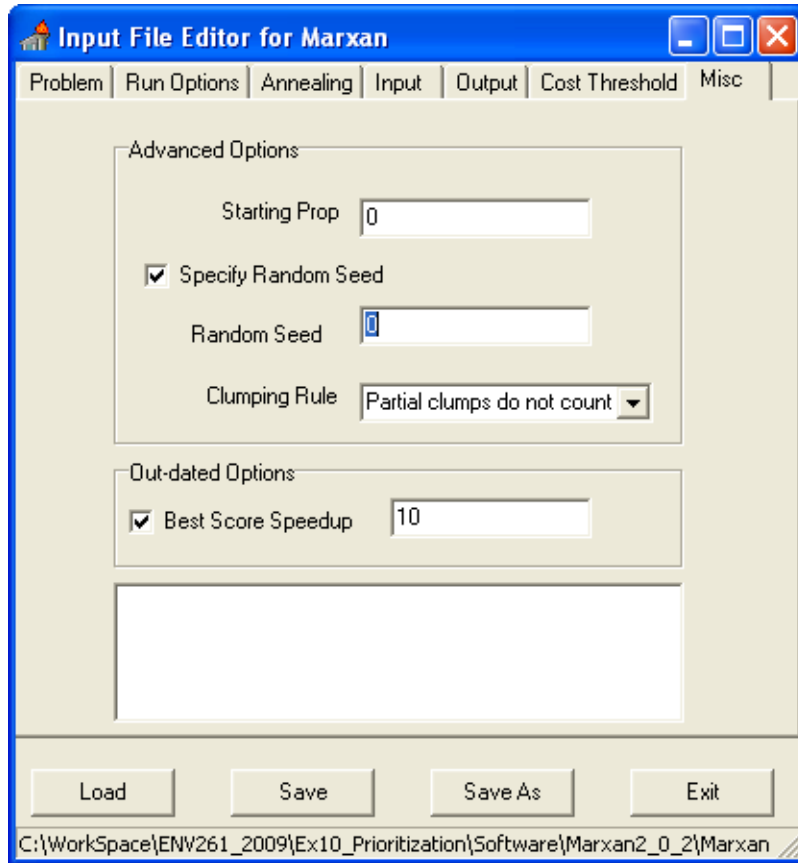 Input File Editor for Marxan
Problem Run Options Annealing Input Output Cost Threshold Misc
Advanced Options
Starting Prop 0
Specify Random Seed
Random Seed 0
Clumping Rule Partial clumps do not count
Out-dated Options
Best Score Speedup 10
Load Save Save As Exit
C:\WorkSpace\ENV261_2009\Ex10_Prioritization\Software\Marxan2_0_2\Marxan